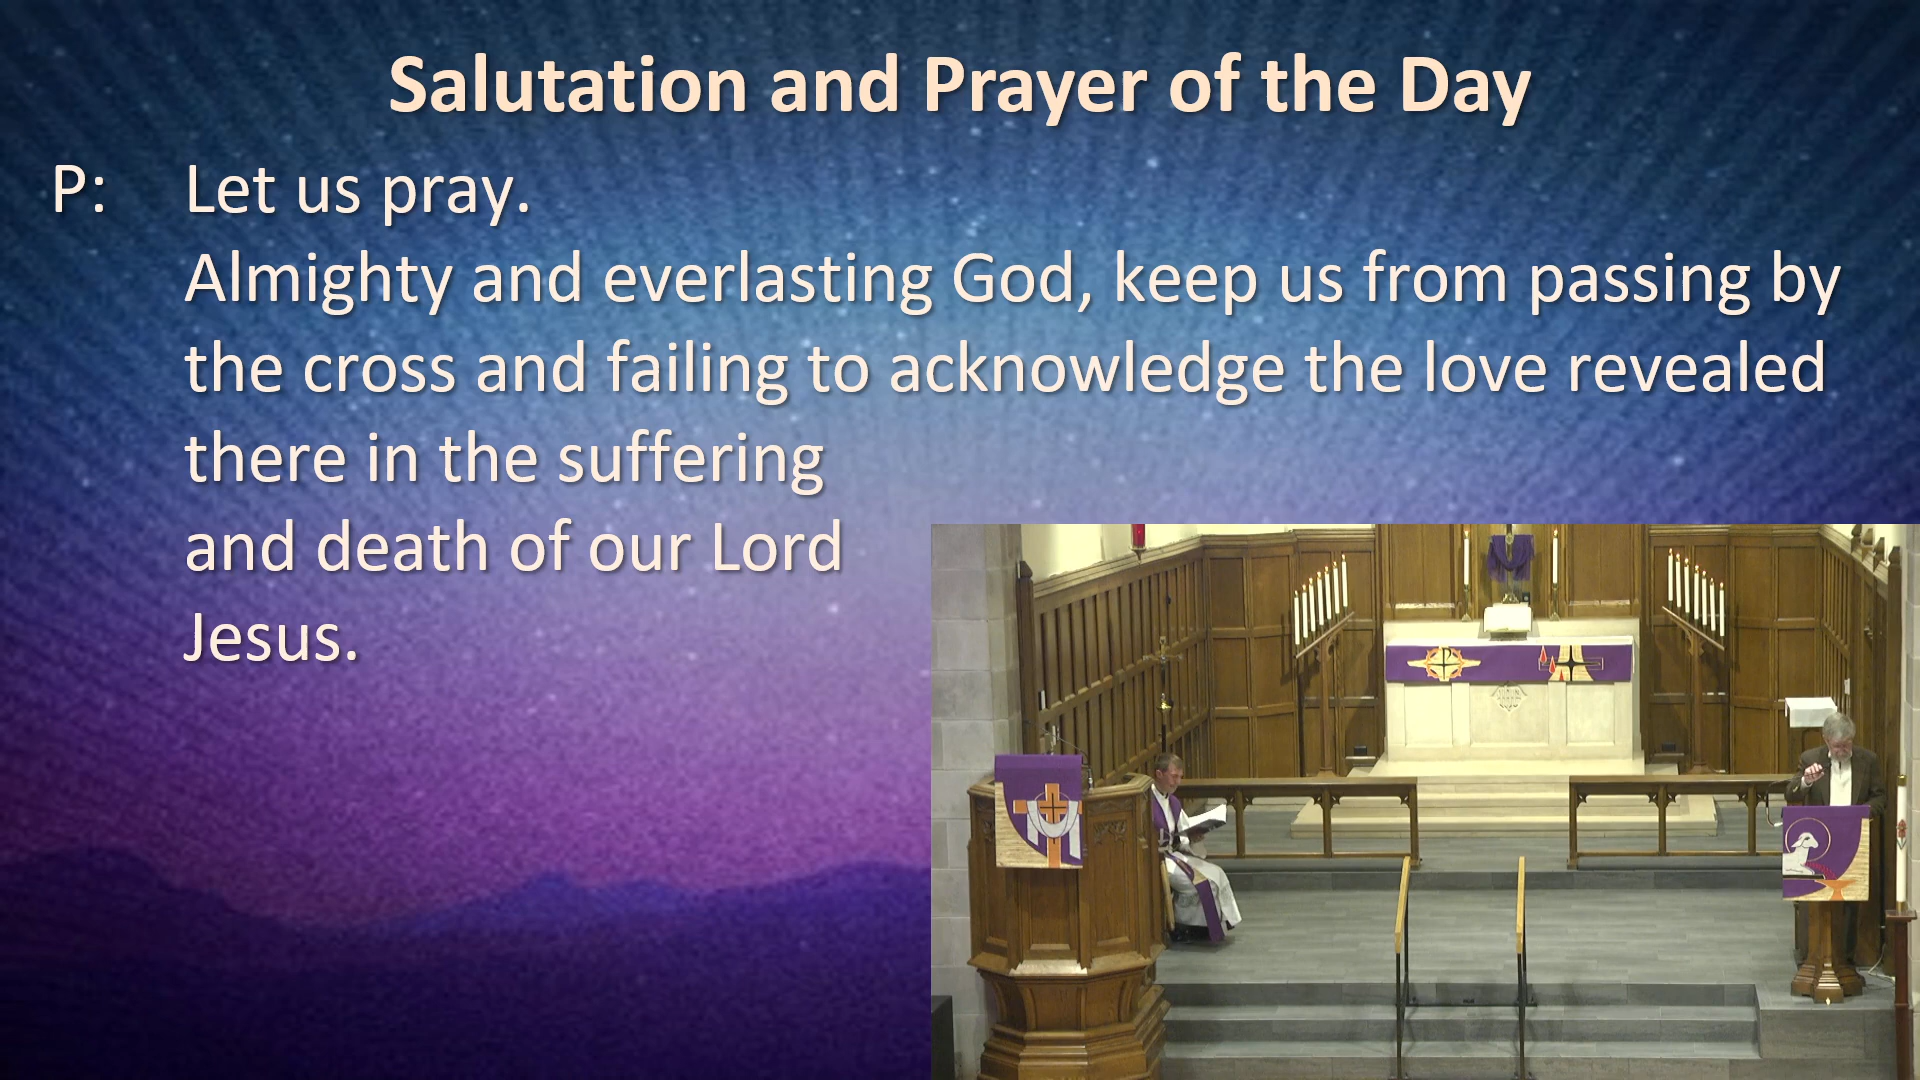 Salutation and Prayer of the Day
P: Let us pray.
Almighty and everlasting God, keep us from passing by
the cross and failing to acknowledge the love revealed
there in the suffering
and death of our Lord
Jesus.